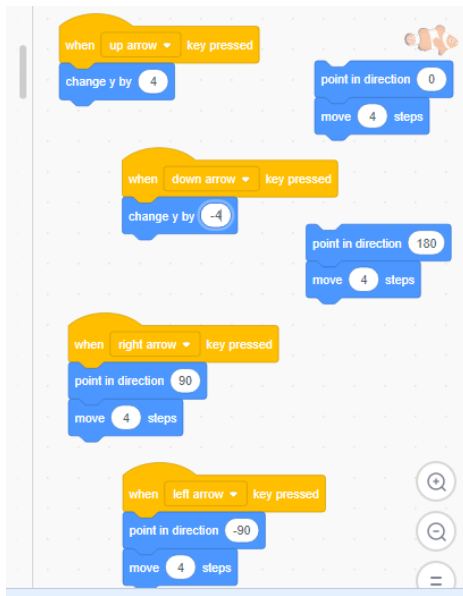 when up arrow key pressed
change y by 4
point in direction 0
move 4 steps
when down arrow key pressed
change y by -4
point in direction 180
move 4 steps
when right arrow key pressed
point in direction 90
move 4 steps
when left arrow key pressed
point in direction -90
move 4 steps